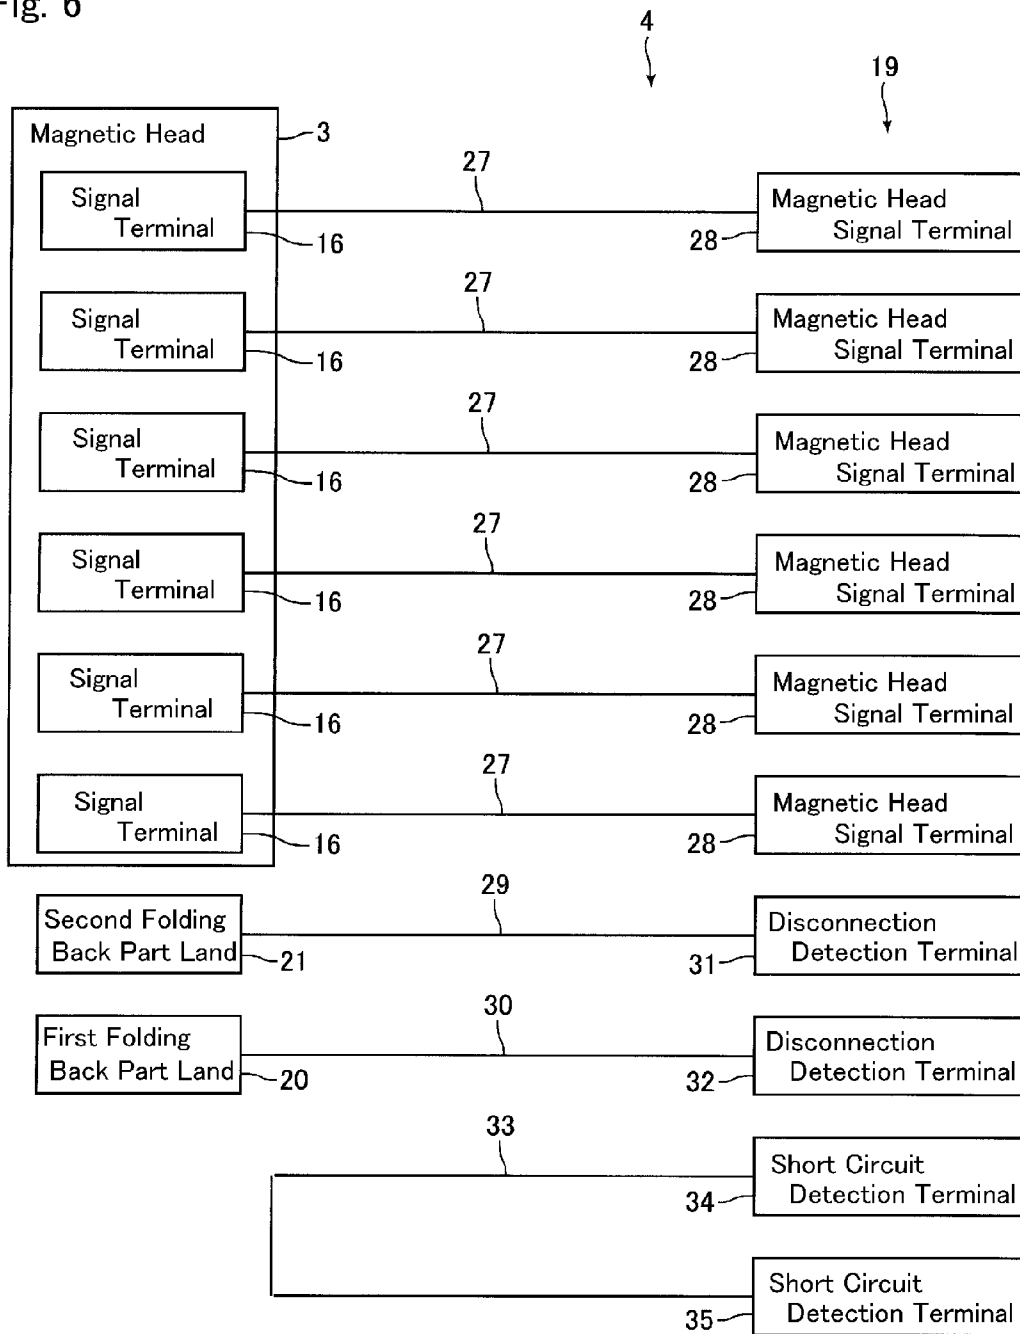 Fig. 6
4
19
Magnetic Head
3
Signal
Terminal
16
27
28
Magnetic Head
Signal Terminal
Signal
Terminal
16
27
28
Magnetic Head
Signal Terminal
Signal
Terminal
16
27
28
Magnetic Head
Signal Terminal
Signal
Terminal
16
27
28
Magnetic Head
Signal Terminal
Signal
Terminal
16
27
28
Magnetic Head
Signal Terminal
Signal
Terminal
16
27
28
Magnetic Head
Signal Terminal
Second Folding
Back Part Land
21
29
31
Disconnection
Detection Terminal
First Folding
Back Part Land
20
30
32
Disconnection
Detection Terminal
33
34
Short Circuit
Detection Terminal
35
Short Circuit
Detection Terminal